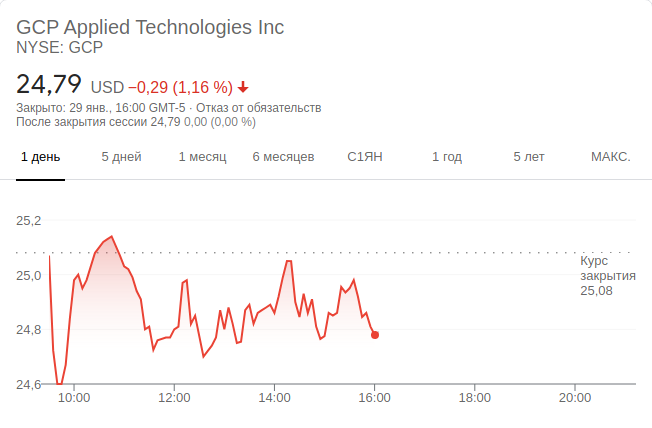 GCP Applied Technologies Inc
NYSE: GCP
24,79 USD −0,29 (1,16 %)
Закрыто: 29 янв., 16:00 GMT-5 · Отказ от обязательств
После закрытия сессии 24,79 0,00 (0,00 %)
1 день 5 дней 1 месяц 6 месяцев С1ЯН 1 год 5 лет МАКС.
25,2
Курс
закрытия
25,08
25,0
24,8
24,6
10:00 12:00 14:00 16:00 18:00 20:00